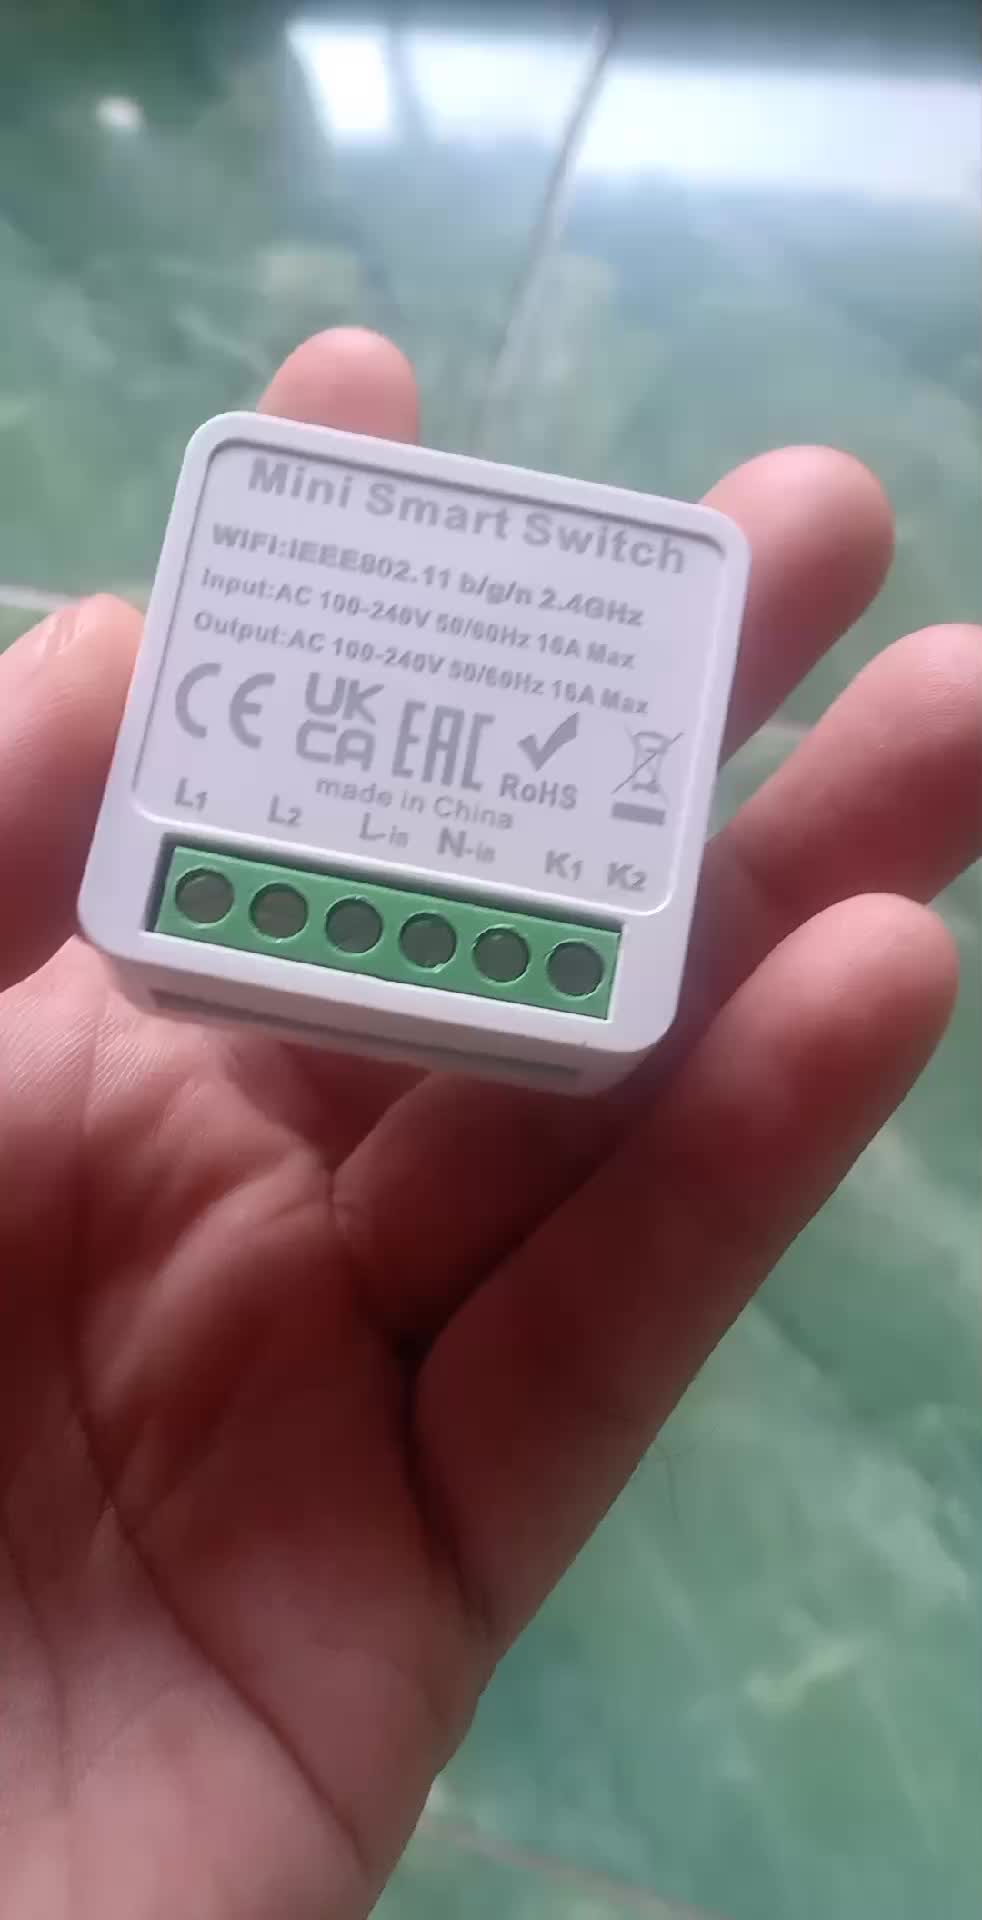 Mini Smart Switch
WIFI:IEEE802.11 b/g/n 2.4GHz
Input:AC 100-240V 50/60Hz 16A Max
Output:AC 100-240V 50/60Hz 16A Max
CE UK CA EAC RoHS
made in China
L1 L2 L-in N-in K1 K2